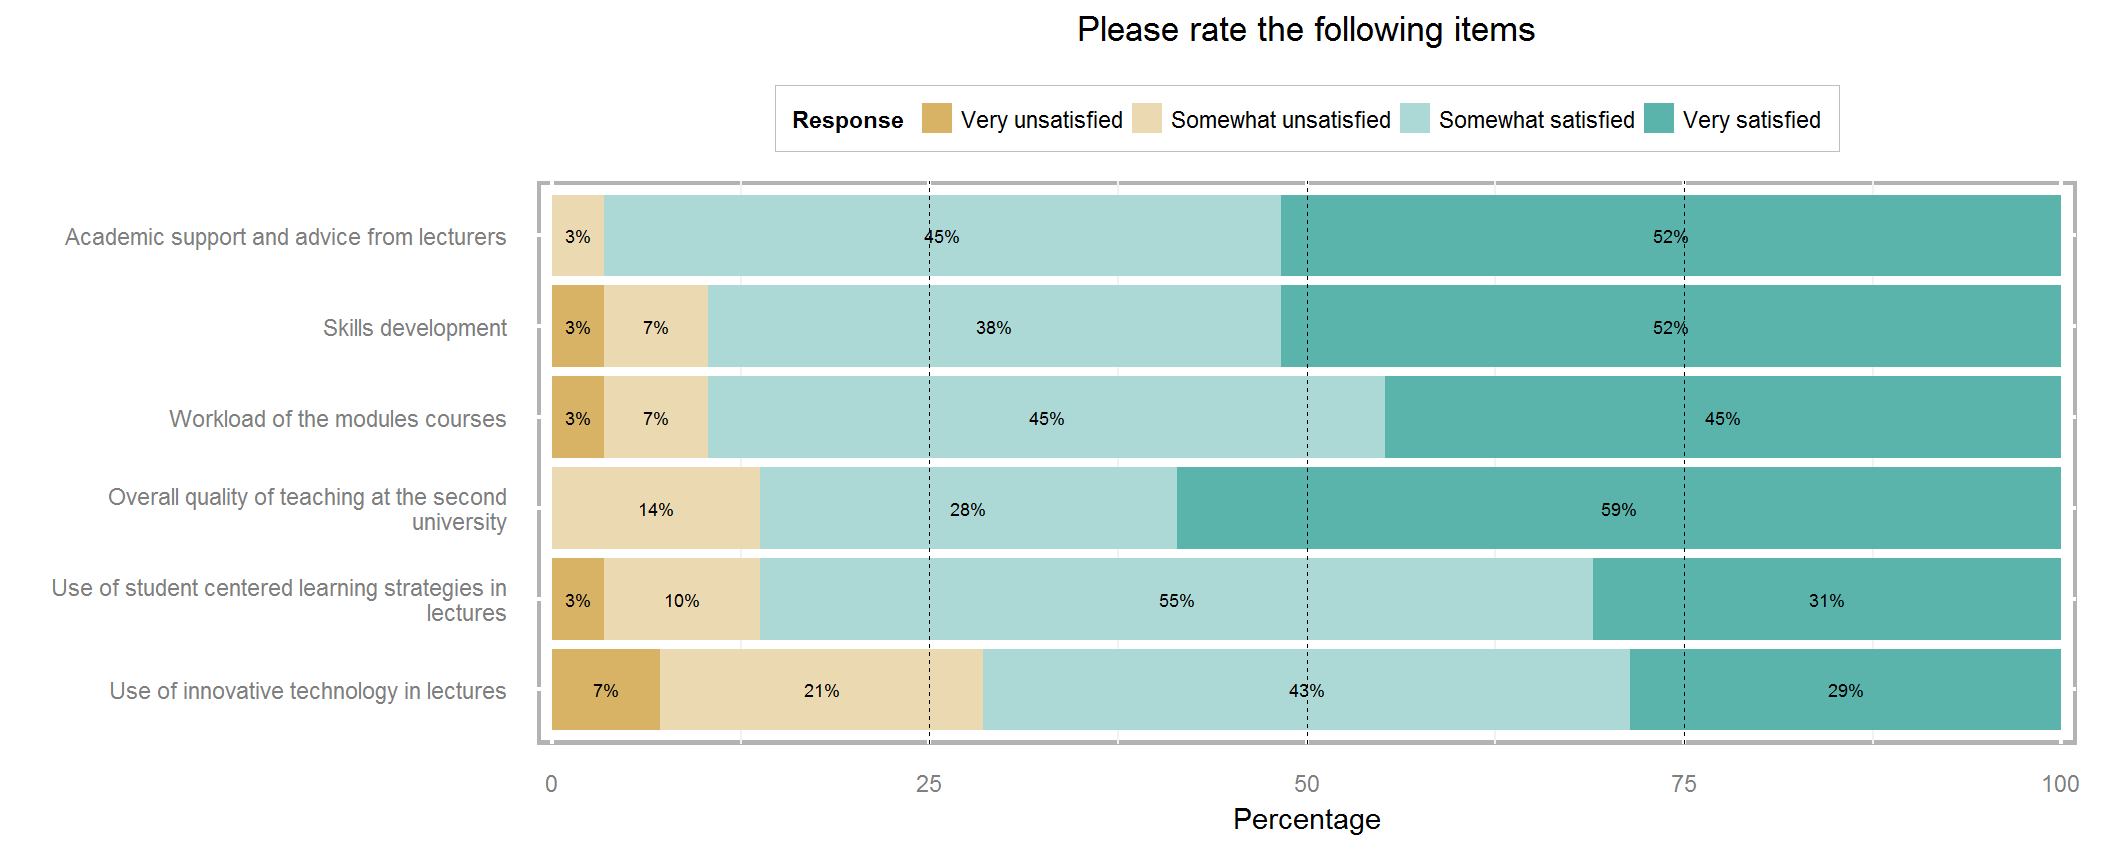 Please rate the following items
Response Very unsatisfied Somewhat unsatisfied Somewhat satisfied Very satisfied
Academic support and advice from lecturers 3% 45% 52%
Skills development 3% 7% 38% 52%
Workload of the modules courses 3% 7% 45% 45%
Overall quality of teaching at the second
university
14% 28% 59%
Use of student centered learning strategies in
lectures
3% 10% 55% 31%
Use of innovative technology in lectures 7% 21% 43% 29%
0 25 50 75 100
Percentage